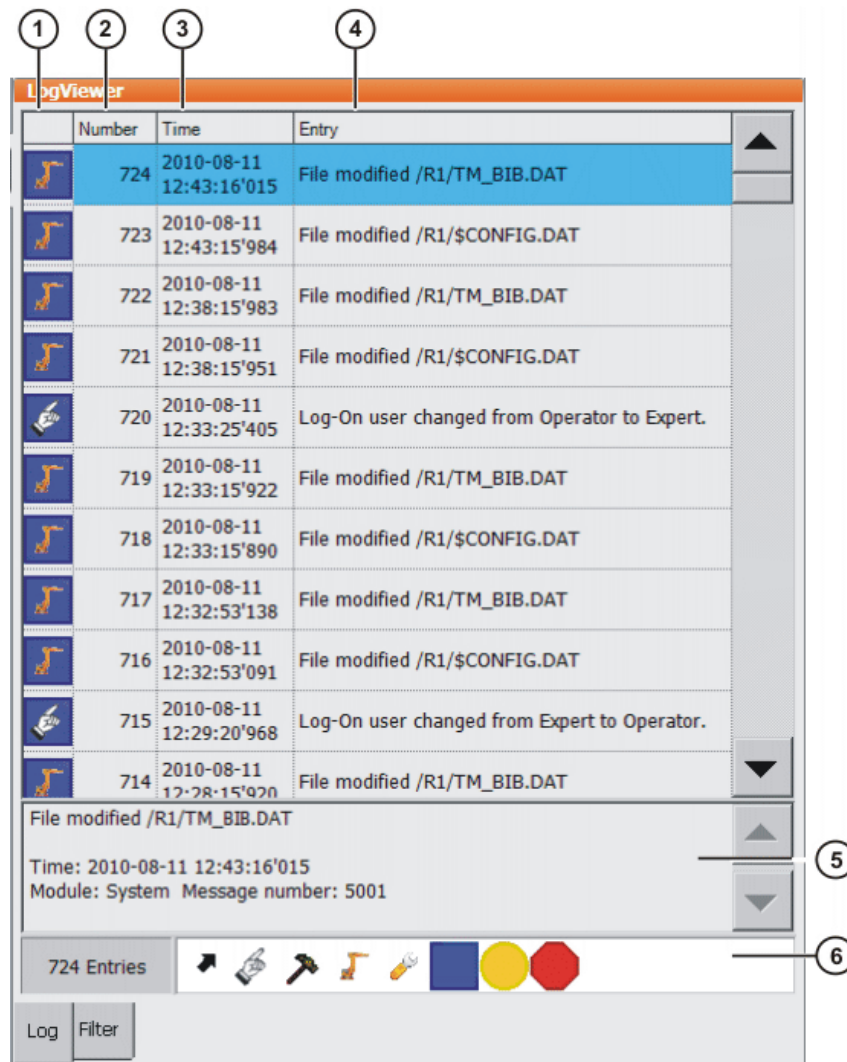 1 2 3 4
LogViewer
Number Time Entry
724 2010-08-11 12:43:16'015 File modified /R1/TM_BIB.DAT
723 2010-08-11 12:43:15'984 File modified /R1/$CONFIG.DAT
722 2010-08-11 12:38:15'983 File modified /R1/TM_BIB.DAT
721 2010-08-11 12:38:15'951 File modified /R1/$CONFIG.DAT
720 2010-08-11 12:33:25'405 Log-On user changed from Operator to Expert.
719 2010-08-11 12:33:15'922 File modified /R1/TM_BIB.DAT
718 2010-08-11 12:33:15'890 File modified /R1/$CONFIG.DAT
717 2010-08-11 12:32:53'138 File modified /R1/TM_BIB.DAT
716 2010-08-11 12:32:53'091 File modified /R1/$CONFIG.DAT
715 2010-08-11 12:29:20'968 Log-On user changed from Expert to Operator.
714 2010-08-11 12:28:15'920 File modified /R1/TM_BIB.DAT
File modified /R1/TM_BIB.DAT
Time: 2010-08-11 12:43:16'015
5
Module: System Message number: 5001
724 Entries
6
Log Filter